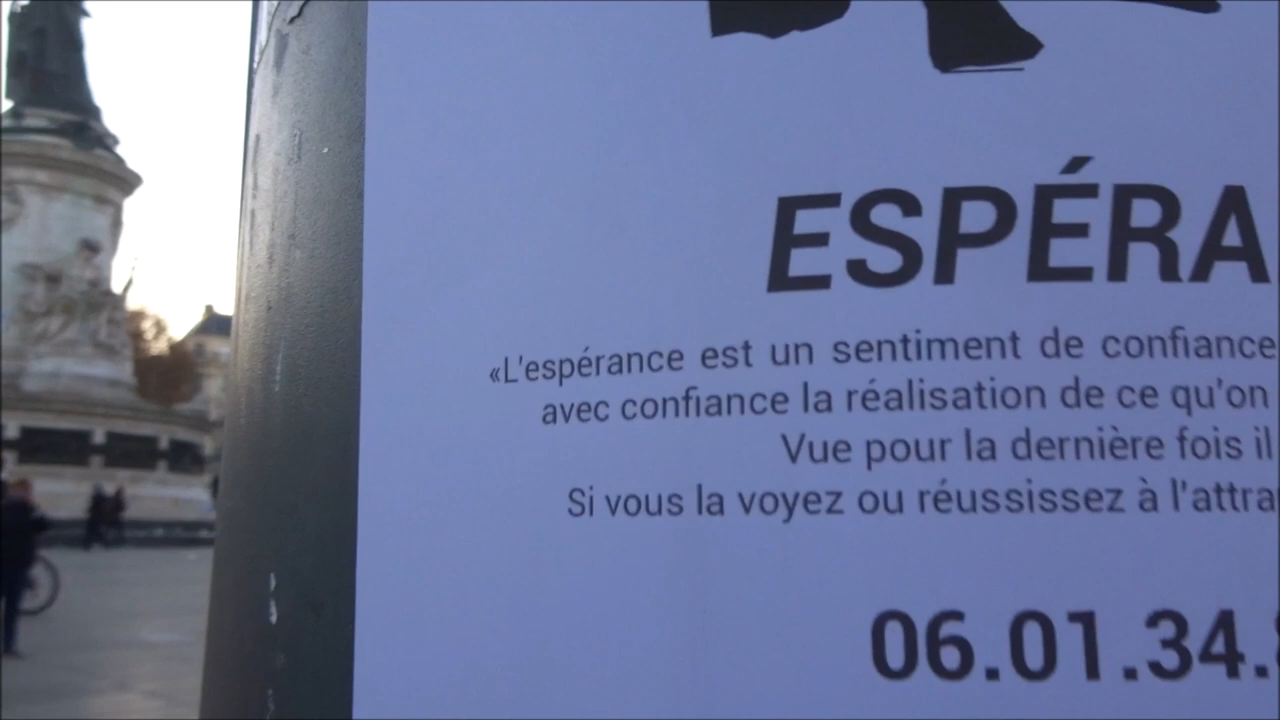 ESPÉRA
«L'espérance est un sentiment de confiance
avec confiance la réalisation de ce qu'on
Vue pour la dernière fois il
Si vous la voyez ou réussissez à l'attra
06.01.34.